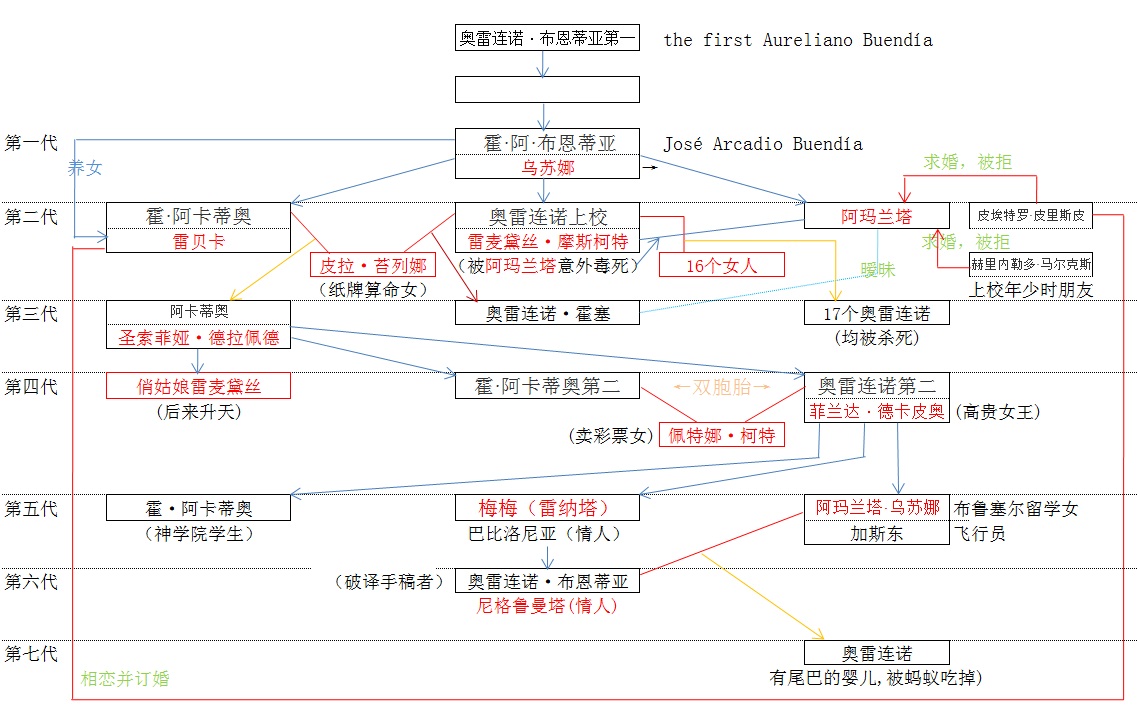 奥雷连诺·布恩蒂亚第一
the first Aureliano Buendía
第一代
霍·阿·布恩蒂亚
José Arcadio Buendía
乌苏娜
养女
求婚，被拒
第二代
霍·阿卡蒂奥
雷贝卡
奥雷连诺上校
雷麦黛丝·摩斯柯特
(被阿玛兰塔意外毒死)
阿玛兰塔
皮埃特罗·皮里斯皮
求婚，被拒
赫里内勒多·马尔克斯
上校年少时朋友
皮拉·苔列娜
(纸牌算命女)
16个女人
暧昧
第三代
阿卡蒂奥
圣索菲娅·德拉佩德
奥雷连诺·霍塞
17个奥雷连诺
(均被杀死)
第四代
俏姑娘雷麦黛丝
(后来升天)
霍·阿卡蒂奥第二
←双胞胎→
奥雷连诺第二
菲兰达·德卡皮奥
(高贵女王)
(卖彩票女)
佩特娜·柯特
第五代
霍·阿卡蒂奥
(神学院学生)
梅梅（雷纳塔）
巴比洛尼亚（情人）
阿玛兰塔·乌苏娜
布鲁塞尔留学女
加斯东
飞行员
第六代
（破译手稿者）
奥雷连诺·布恩蒂亚
尼格鲁曼塔(情人)
第七代
奥雷连诺
有尾巴的婴儿,被蚂蚁吃掉)
相恋并订婚